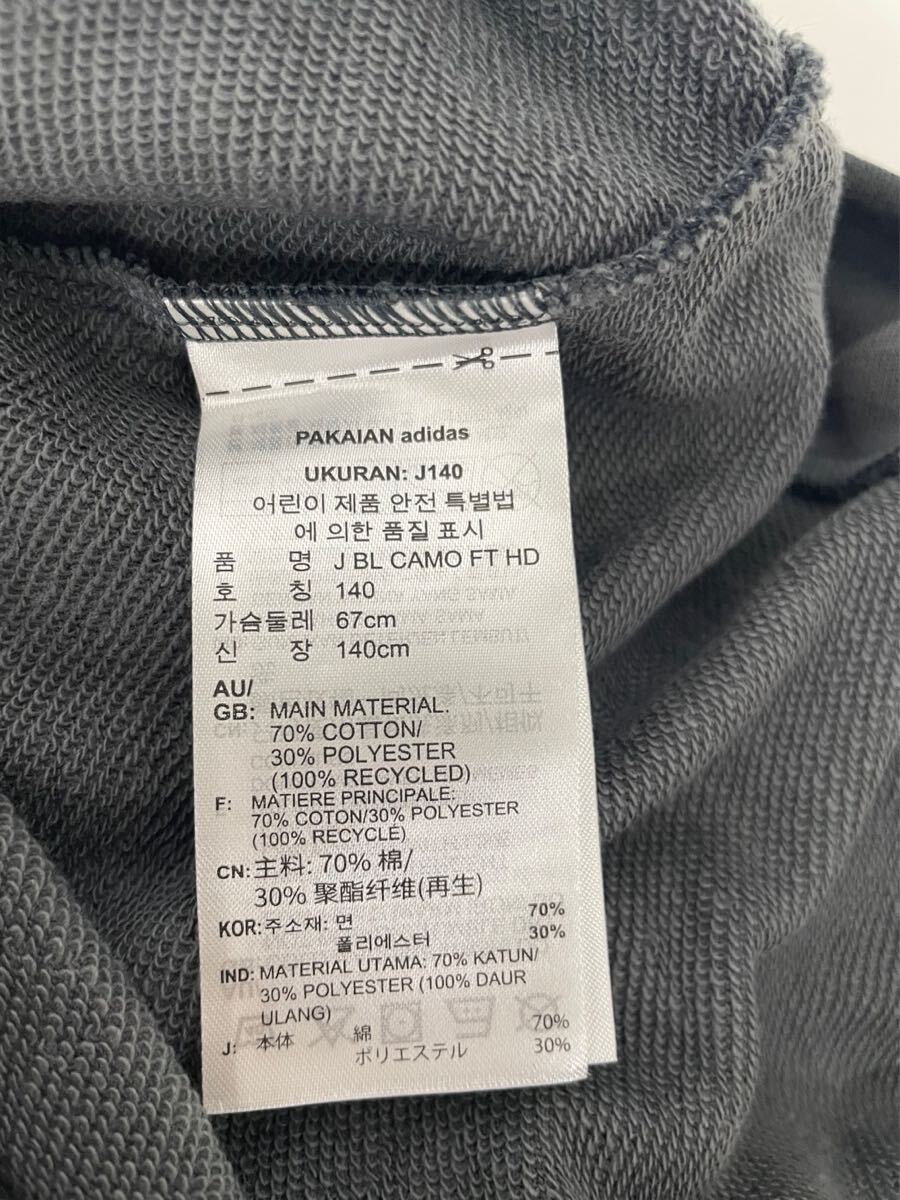 PAKAIAN adidas
UKURAN: J140
어린이 제품 안전 특별법
에 의한 품질 표시
품 명 J BL CAMO FT HD
호 칭 140
가슴둘레 67cm
신 장 140cm
AU/
GB: MAIN MATERIAL:
70% COTTON/
30% POLYESTER
(100% RECYCLED)
F: MATIERE PRINCIPALE:
70% COTON/30% POLYESTER
(100% RECYCLE)
CN: 主料: 70% 棉/
30% 聚酯纤维(再生)
KOR: 주소재: 면 70%
폴리에스터 30%
IND: MATERIAL UTAMA: 70% KATUN/
30% POLYESTER (100% DAUR
ULANG)
J: 本体 綿 70%
ポリエステル 30%